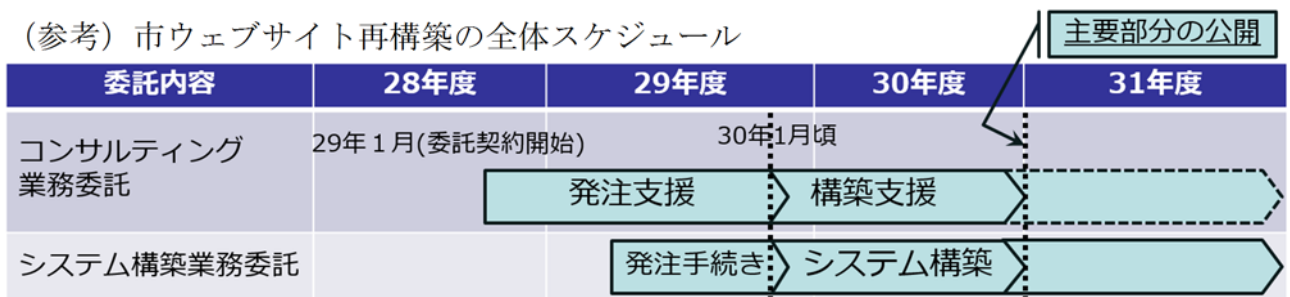 (参考)市ウェブサイト再構築の全体スケジュール
主要部分の公開
委託内容
28年度
29年度
30年度
31年度
コンサルティング
業務委託
29年1月(委託契約開始)
30年1月頃
発注支援
構築支援
システム構築業務委託
発注手続き
システム構築